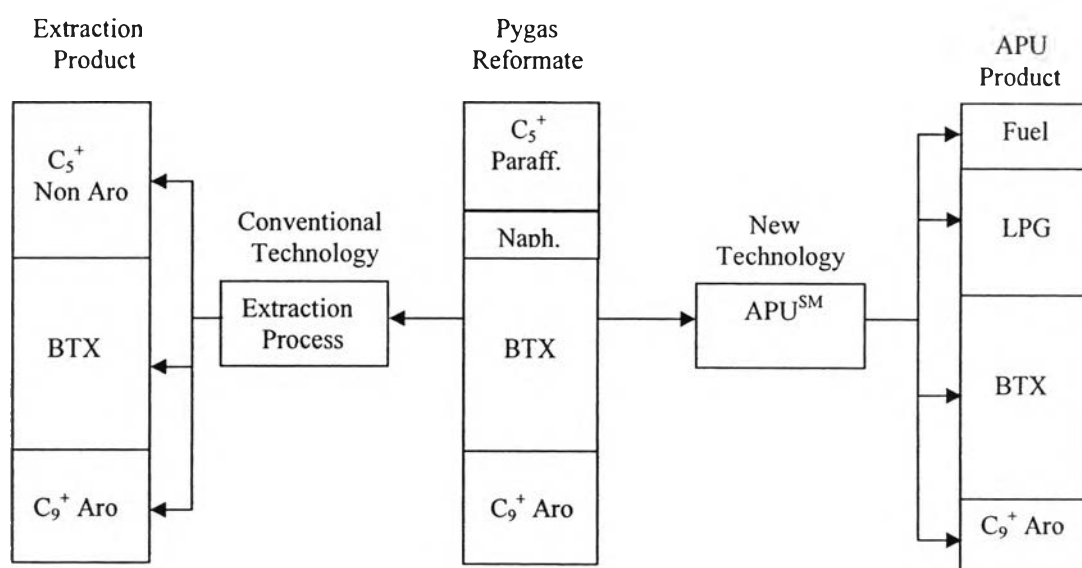 Extraction
Product
C₅⁺
Non Aro
BTX
C₉⁺ Aro
Conventional
Technology
Extraction
Process
Pygas
Reformate
C₅⁺
Paraff.
Naph.
BTX
C₉⁺ Aro
New
Technology
APUˢᴹ
APU
Product
Fuel
LPG
BTX
C₉⁺ Aro